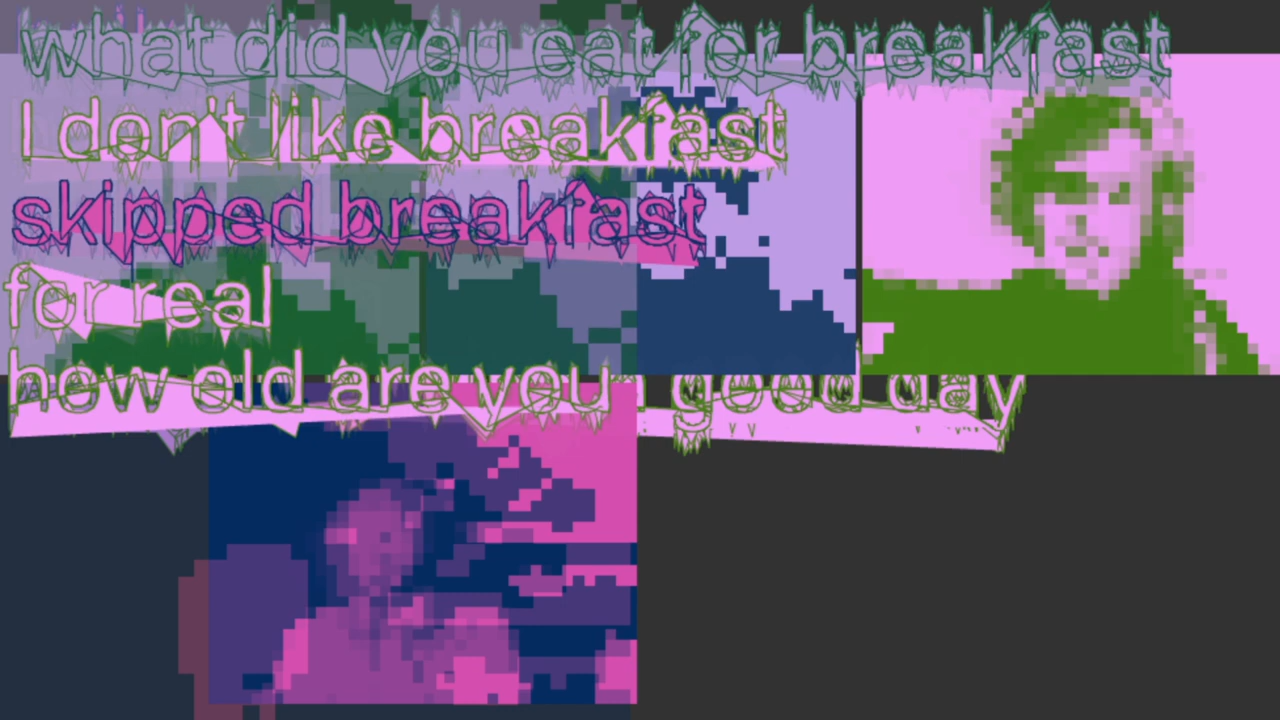 what did you eat for breakfast
I don't like breakfast
skipped breakfast
for real
how old are you good day